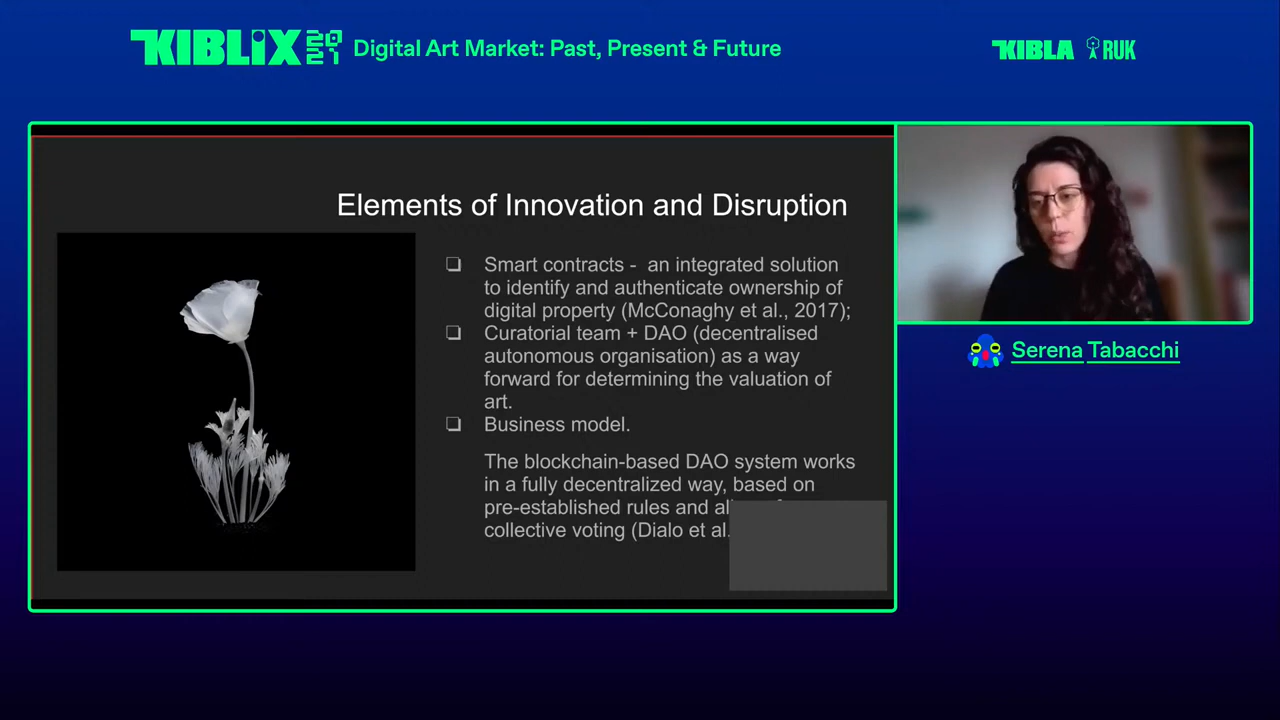 KIBLIX 2021 Digital Art Market: Past, Present & Future
KIBLA RUK
Elements of Innovation and Disruption
Smart contracts - an integrated solution
to identify and authenticate ownership of
digital property (McConaghy et al., 2017);
Curatorial team + DAO (decentralised
autonomous organisation) as a way
forward for determining the valuation of
art.
Business model.
The blockchain-based DAO system works
in a fully decentralized way, based on
pre-established rules and
collective voting (Dialo et al.
Serena Tabacchi